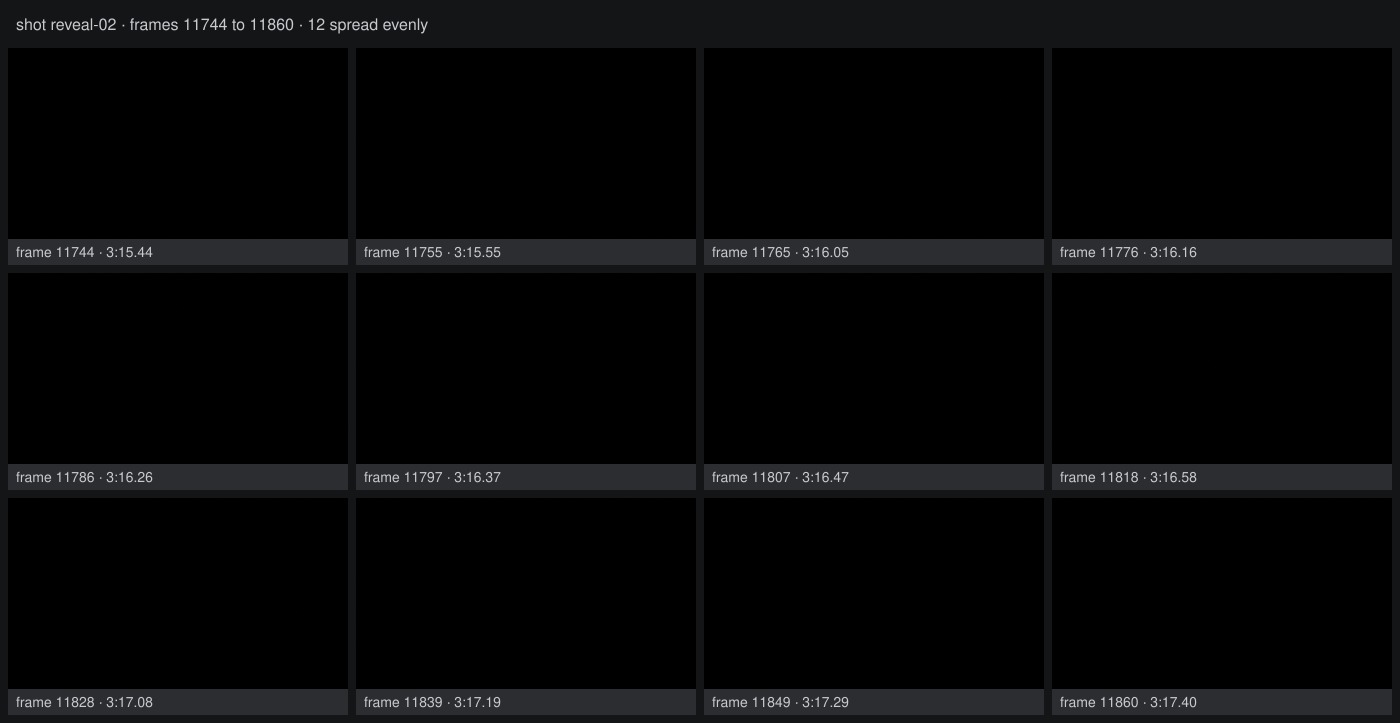 shot reveal-02 · frames 11744 to 11860 · 12 spread evenly
frame 11744 · 3:15.44
frame 11755 · 3:15.55
frame 11765 · 3:16.05
frame 11776 · 3:16.16
frame 11786 · 3:16.26
frame 11797 · 3:16.37
frame 11807 · 3:16.47
frame 11818 · 3:16.58
frame 11828 · 3:17.08
frame 11839 · 3:17.19
frame 11849 · 3:17.29
frame 11860 · 3:17.40